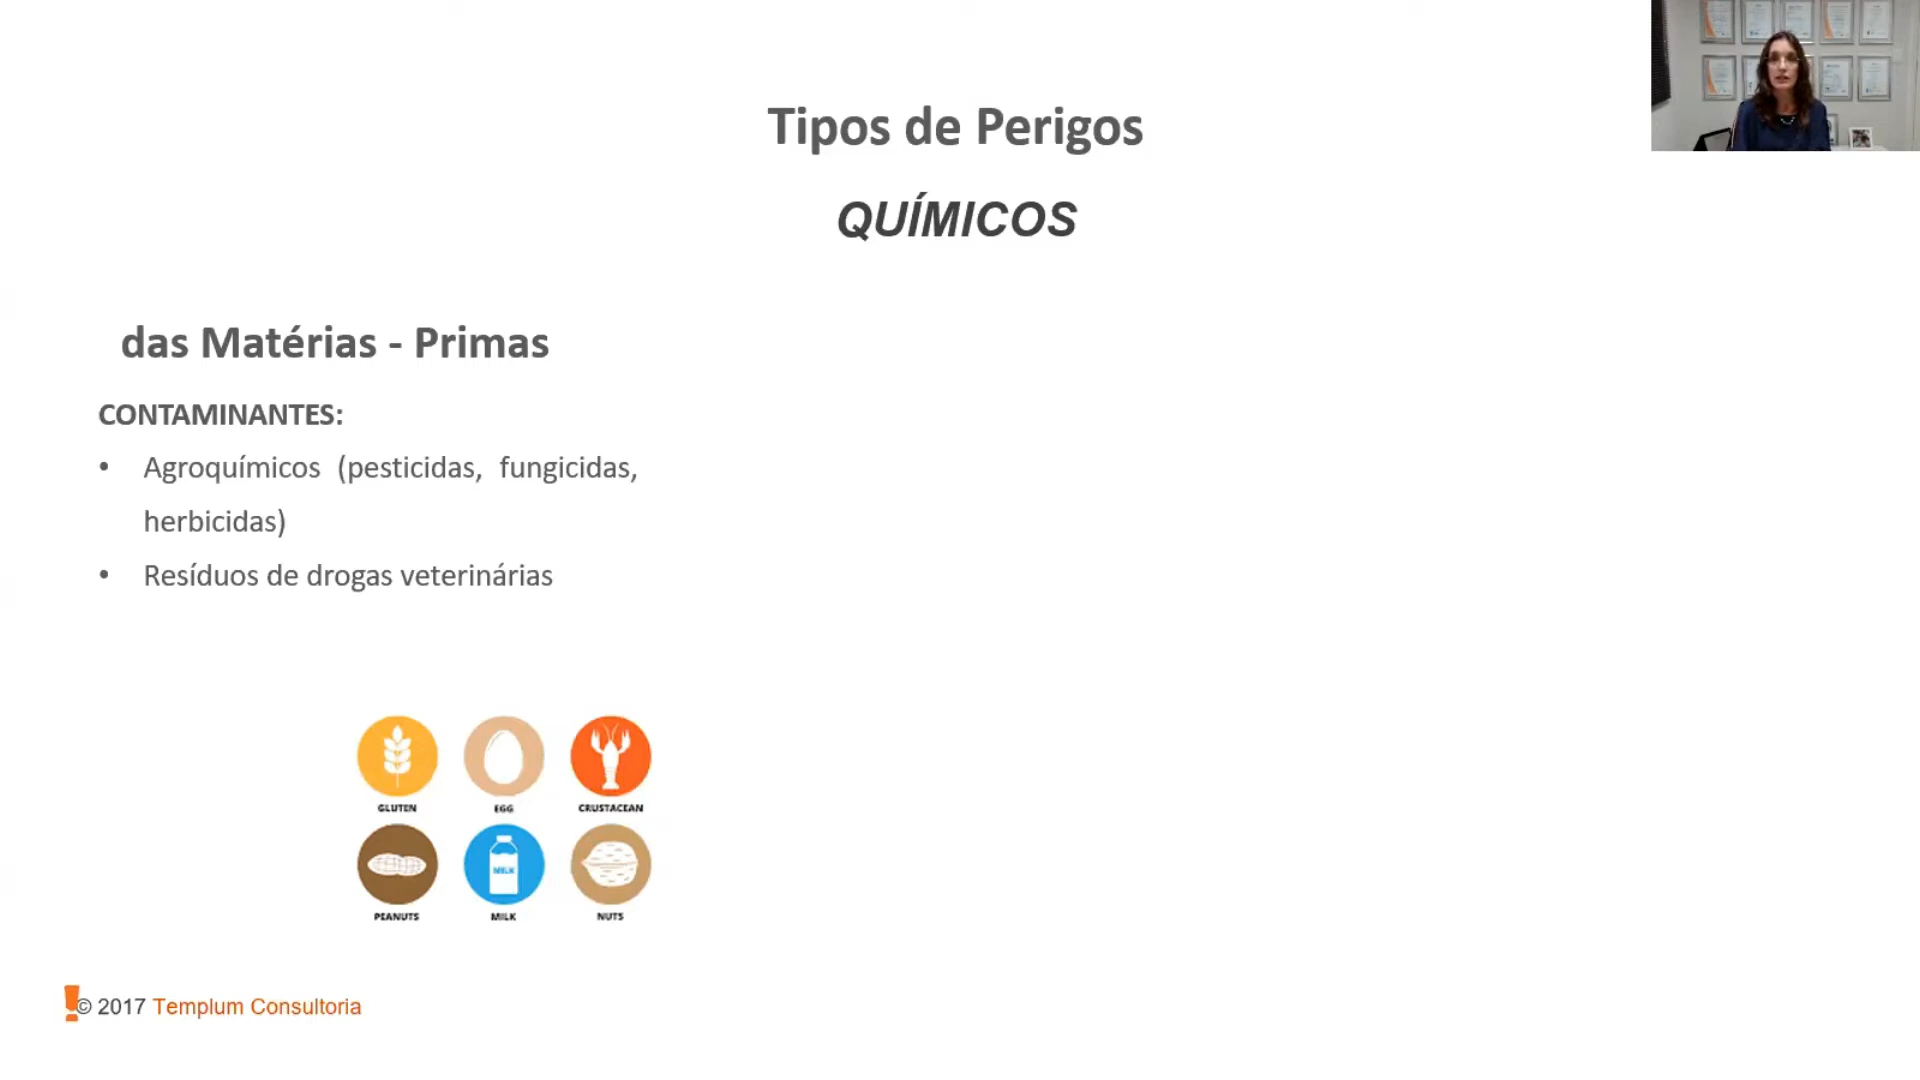 Tipos de Perigos
QUÍMICOS
das Matérias - Primas
CONTAMINANTES:
• Agroquímicos (pesticidas, fungicidas,
herbicidas)
• Resíduos de drogas veterinárias
GLUTEN EGG CRUSTACEAN
MILK
PEANUTS MILK NUTS
© 2017 Templum Consultoria